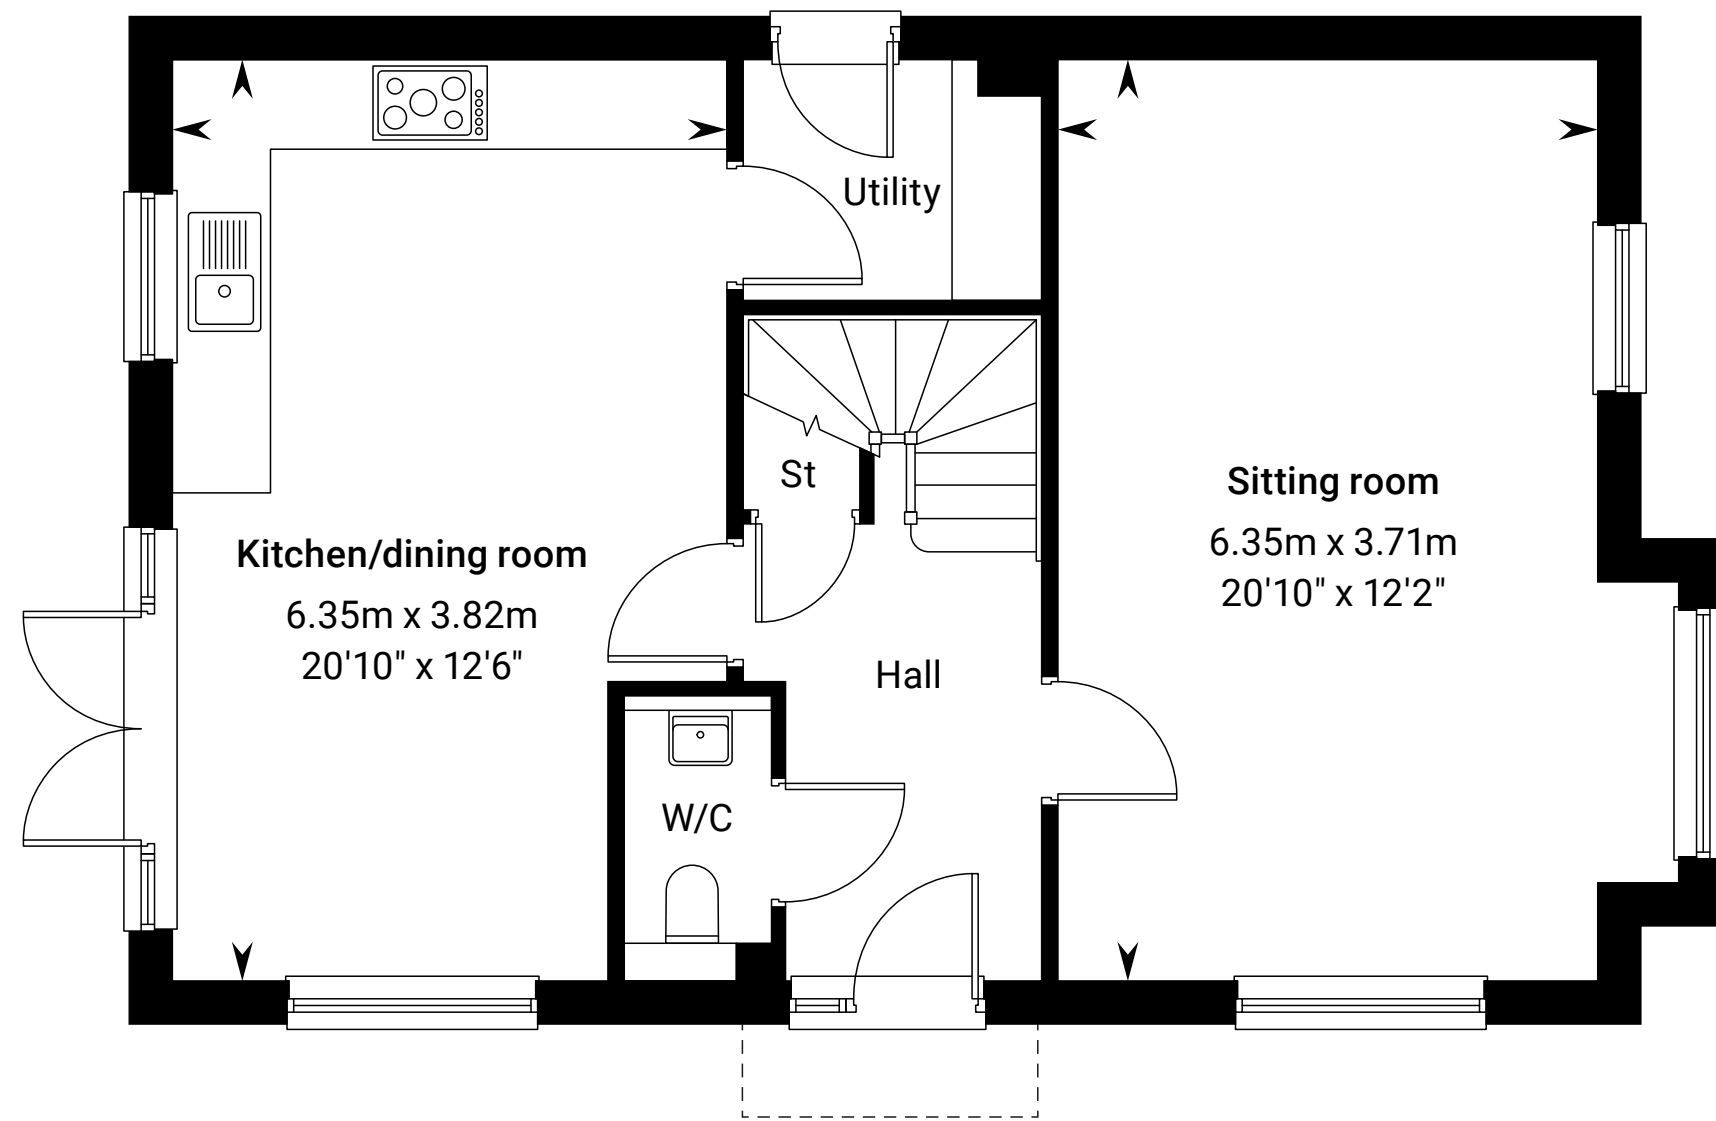 Utility
St
Kitchen/dining room
6.35m x 3.82m
20'10" x 12'6"
Sitting room
6.35m x 3.71m
20'10" x 12'2"
Hall
W/C